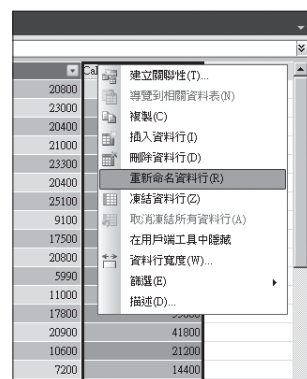 Cal
20800
23000
20400
21000
23300
20400
25100
9100
17500
20800
5990
11000
17800
20900 41800
10600 21200
7200 14400
建立關聯性(T)...
導覽到相關資料表(N)
複製(C)
插入資料行(I)
刪除資料行(D)
重新命名資料行(R)
凍結資料行(Z)
取消凍結所有資料行(A)
在用戶端工具中隱藏
資料行寬度(W)...
篩選(E)
描述(D)...